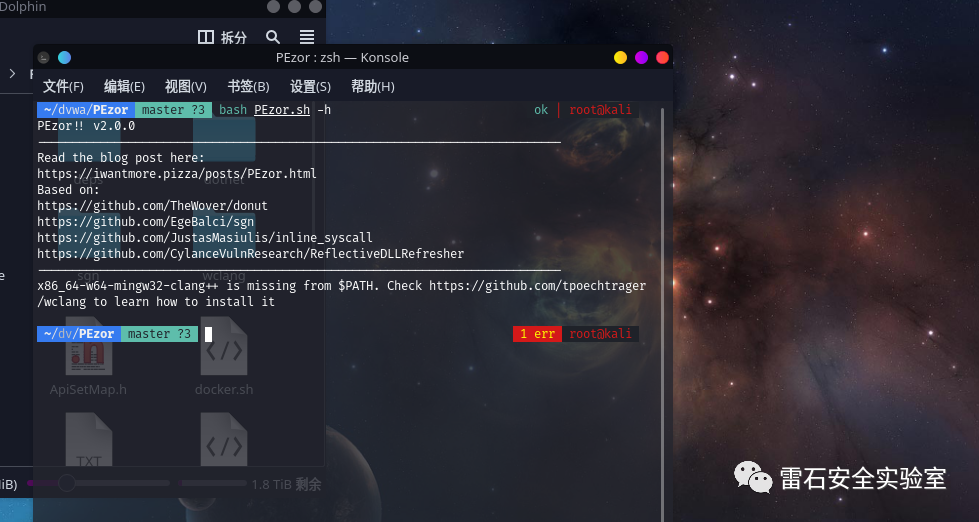 Dolphin
拆分
PEzor : zsh — Konsole
文件(F) 编辑(E) 视图(V) 书签(B) 设置(S) 帮助(H)
~/dvwa/PEzor master ?3 bash PEzor.sh -h ok root@kali
PEzor!! v2.0.0
Read the blog post here:
https://iwantmore.pizza/posts/PEzor.html
Based on:
https://github.com/TheWover/donut
https://github.com/EgeBalci/sgn
https://github.com/JustasMasiulis/inline_syscall
https://github.com/CylanceVulnResearch/ReflectiveDLLRefresher
x86_64-w64-mingw32-clang++ is missing from $PATH. Check https://github.com/tpoechtrager
/wclang to learn how to install it
~/dv/PEzor master ?3 1 err root@kali
deps dotnet
sgn wclang
ApiSetMap.h docker.sh
TXT
iB) 1.8 TiB 剩余
雷石安全实验室